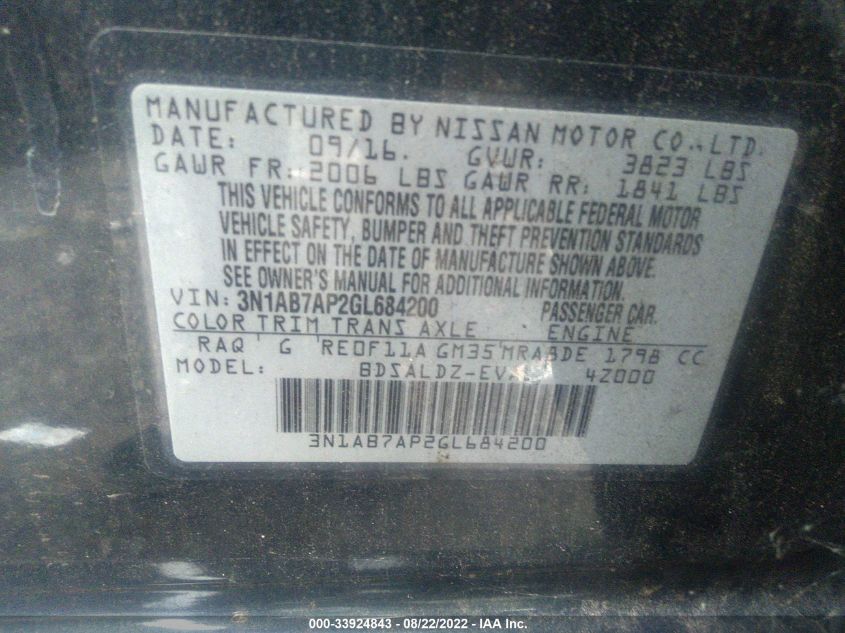 MANUFACTURED BY NISSAN MOTOR CO., LTD.
DATE: 09/16. GVWR: 3823 LBS
GAWR FR: 2006 LBS GAWR RR: 1841 LBS
THIS VEHICLE CONFORMS TO ALL APPLICABLE FEDERAL MOTOR
VEHICLE SAFETY, BUMPER AND THEFT PREVENTION STANDARDS
IN EFFECT ON THE DATE OF MANUFACTURE SHOWN ABOVE.
SEE OWNER'S MANUAL FOR ADDITIONAL INFORMATION.
VIN: 3N1AB7AP2GL684200 PASSENGER CAR.
COLOR TRIM TRANS AXLE ENGINE
RAQ G RE0F11A GM35 MRA8DE 1798 CC
MODEL: 42000
3N1AB7AP2GL684200
000-33924843 - 08/22/2022 - EVA Inc.